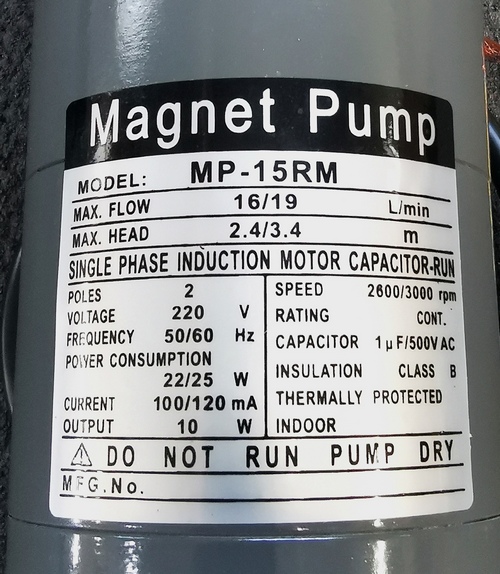 Magnet Pump
MODEL: MP-15RM
MAX. FLOW 16/19 L/min
MAX. HEAD 2.4/3.4 m
SINGLE PHASE INDUCTION MOTOR CAPACITOR-RUN
POLES 2
VOLTAGE 220 V
FREQUENCY 50/60 Hz
POWER CONSUMPTION
22/25 W
CURRENT 100/120 mA
OUTPUT 10 W
SPEED 2600/3000 rpm
RATING CONT.
CAPACITOR 1μF/500V AC
INSULATION CLASS B
THERMALLY PROTECTED
INDOOR
⚠ DO NOT RUN PUMP DRY
MFG.No.